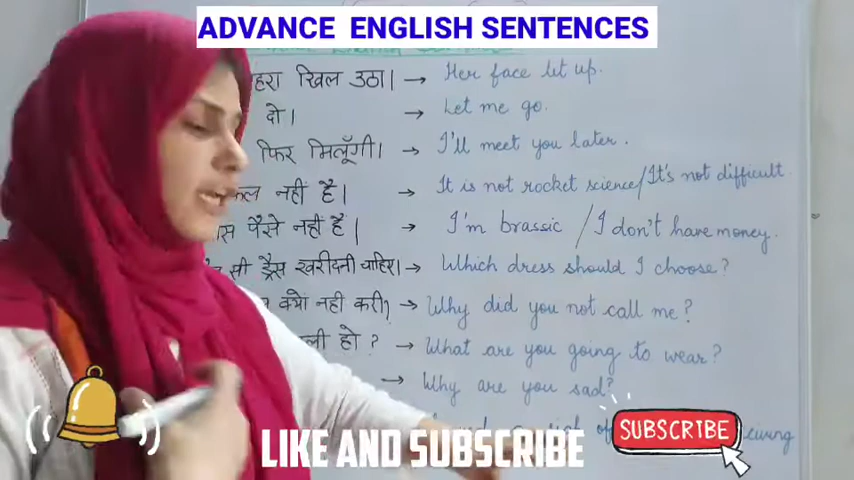 ADVANCE ENGLISH SENTENCES
खिल उठा। → Her face lit up.
दो। → Let me go.
फिर मिलूँगी। → I'll meet you later.
नहीं है। → It is not rocket science/It's not difficult.
पैसे नहीं है। → I'm brassic / I don't have money.
सी ड्रैस खरीदनी चाहिए। → Which dress should I choose?
क्यों नहीं करी? → Why did you not call me?
हो? → What are you going to wear?
→ Why are you sad?
LIKE AND SUBSCRIBE
SUBSCRIBE